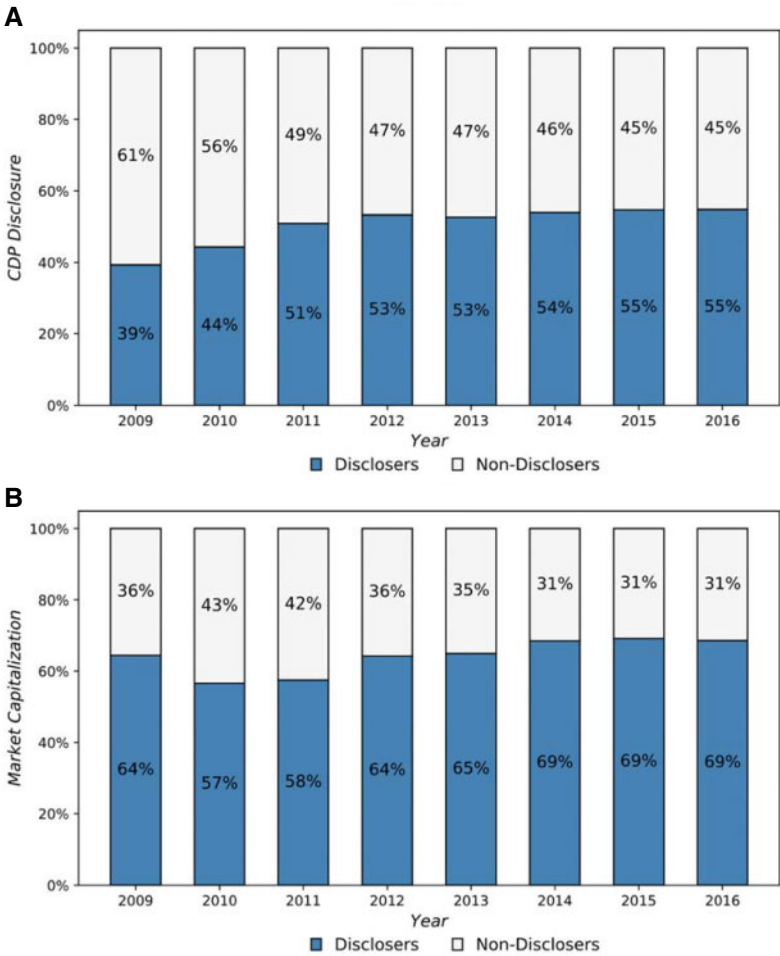 A
100%
80%
60%
40%
20%
0%
CDP Disclosure
61% 56% 49% 47% 47% 46% 45% 45%
39% 44% 51% 53% 53% 54% 55% 55%
2009 2010 2011 2012 2013 2014 2015 2016
Year
Disclosers Non-Disclosers
B
100%
80%
60%
40%
20%
0%
Market Capitalization
36% 43% 42% 36% 35% 31% 31% 31%
64% 57% 58% 64% 65% 69% 69% 69%
2009 2010 2011 2012 2013 2014 2015 2016
Year
Disclosers Non-Disclosers